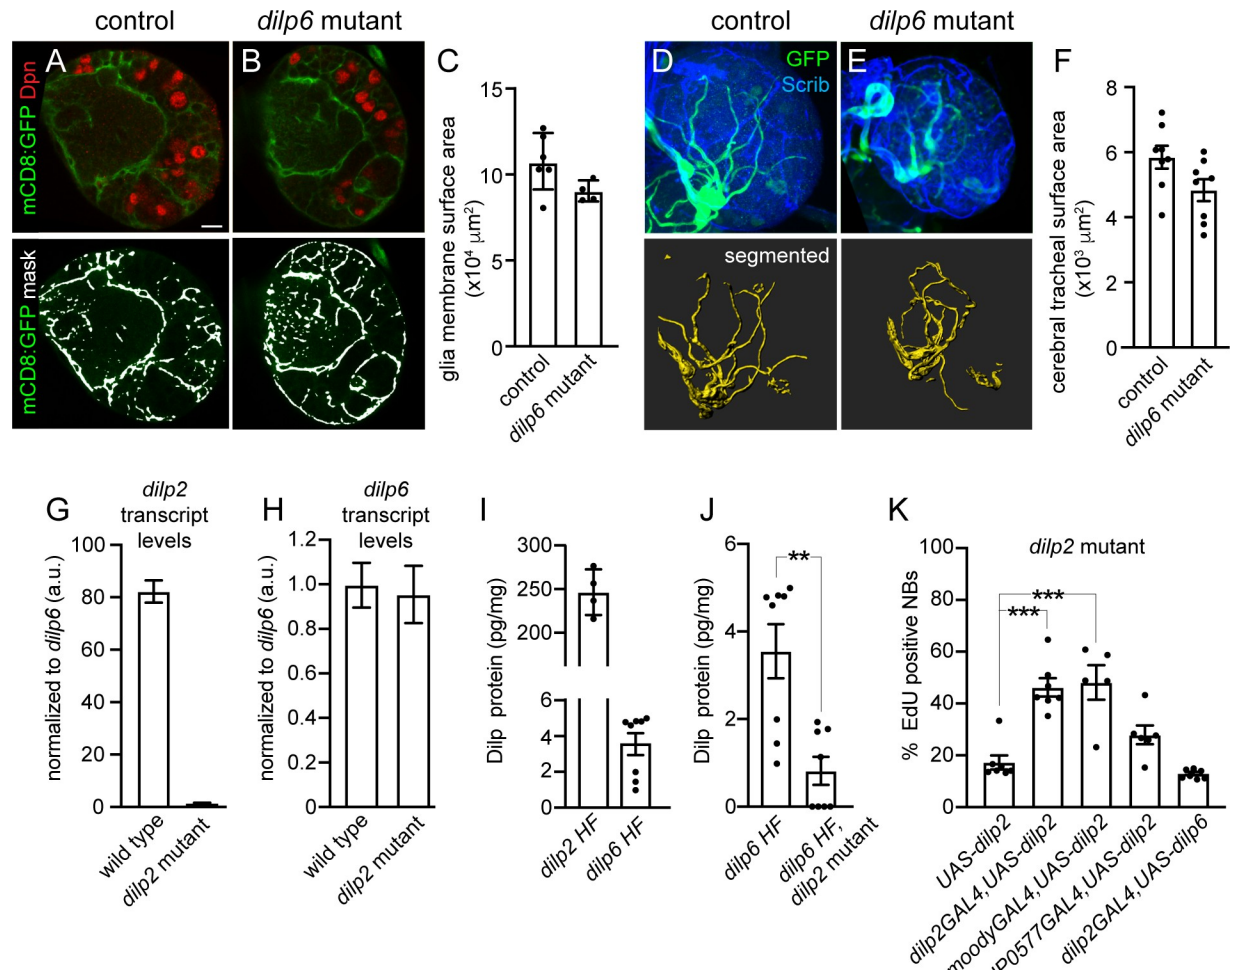 control
dilp6 mutant
control
dilp6 mutant
A
B
C
D
E
F
mCD8:GFP Dpn
mCD8:GFP mask
GFP
Scrib
segmented
glia membrane surface area
(x10⁴ μm²)
15
10
5
0
control
dilp6 mutant
cerebral tracheal surface area
(x10³ μm²)
8
6
4
2
0
control
dilp6 mutant
G
dilp2
transcript
levels
normalized to dilp6 (a.u.)
100
80
60
40
20
0
wild type
dilp2 mutant
H
dilp6
transcript
levels
normalized to dilp6 (a.u.)
1.2
1.0
0.8
0.6
0.4
0.2
0
wild type
dilp2 mutant
I
Dilp protein (pg/mg)
300
250
200
6
4
2
0
dilp2 HF
dilp6 HF
J
Dilp protein (pg/mg)
6
4
2
0
**
dilp6 HF
dilp6 HF,
dilp2 mutant
K
dilp2 mutant
% EdU positive NBs
100
80
60
40
20
0
***
***
UAS-dilp2
dilp2GAL4, UAS-dilp2
moodyGAL4, UAS-dilp2
P0577GAL4, UAS-dilp2
dilp2GAL4, UAS-dilp6